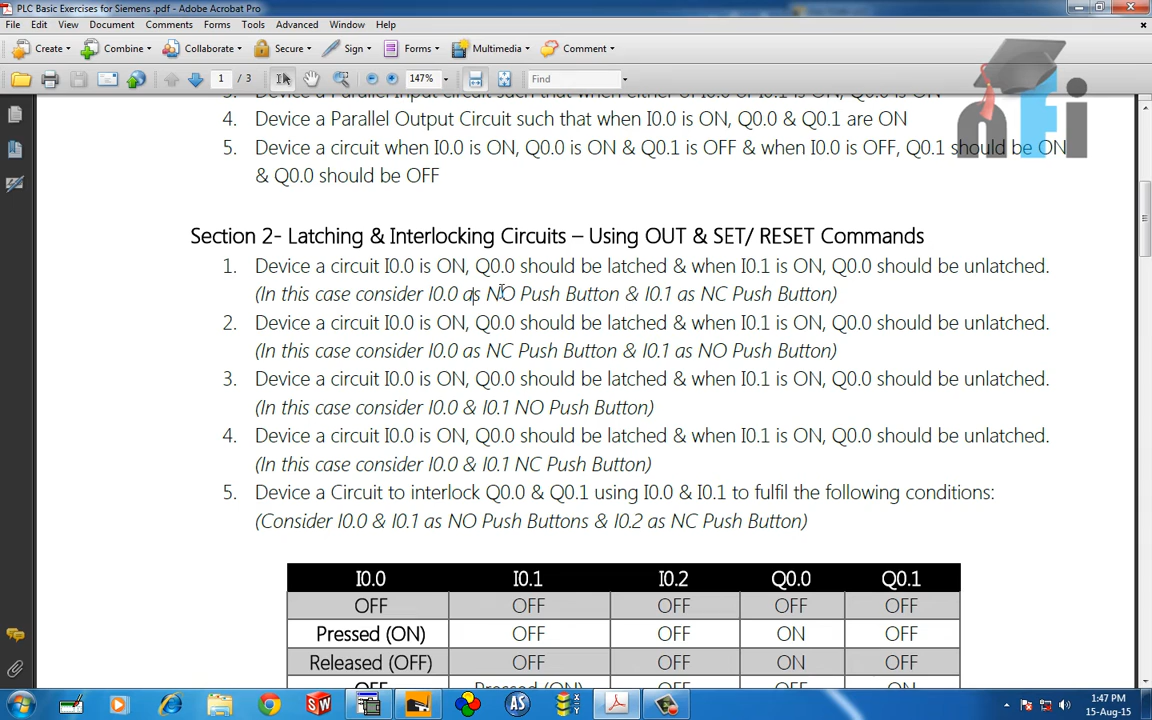 PLC Basic Exercises for Siemens .pdf - Adobe Acrobat Pro
File Edit View Document Comments Forms Tools Advanced Window Help
Create Combine Collaborate Secure Sign Forms Multimedia Comment
1 / 3 147% Find
nfi
4. Device a Parallel Output Circuit such that when I0.0 is ON, Q0.0 & Q0.1 are ON
5. Device a circuit when I0.0 is ON, Q0.0 is ON & Q0.1 is OFF & when I0.0 is OFF, Q0.1 should be ON
& Q0.0 should be OFF
Section 2- Latching & Interlocking Circuits – Using OUT & SET/ RESET Commands
1. Device a circuit I0.0 is ON, Q0.0 should be latched & when I0.1 is ON, Q0.0 should be unlatched.
(In this case consider I0.0 as NO Push Button & I0.1 as NC Push Button)
2. Device a circuit I0.0 is ON, Q0.0 should be latched & when I0.1 is ON, Q0.0 should be unlatched.
(In this case consider I0.0 as NC Push Button & I0.1 as NO Push Button)
3. Device a circuit I0.0 is ON, Q0.0 should be latched & when I0.1 is ON, Q0.0 should be unlatched.
(In this case consider I0.0 & I0.1 NO Push Button)
4. Device a circuit I0.0 is ON, Q0.0 should be latched & when I0.1 is ON, Q0.0 should be unlatched.
(In this case consider I0.0 & I0.1 NC Push Button)
5. Device a Circuit to interlock Q0.0 & Q0.1 using I0.0 & I0.1 to fulfil the following conditions:
(Consider I0.0 & I0.1 as NO Push Buttons & I0.2 as NC Push Button)
I0.0 I0.1 I0.2 Q0.0 Q0.1
OFF OFF OFF OFF OFF
Pressed (ON) OFF OFF ON OFF
Released (OFF) OFF OFF ON OFF
1:47 PM
15-Aug-15